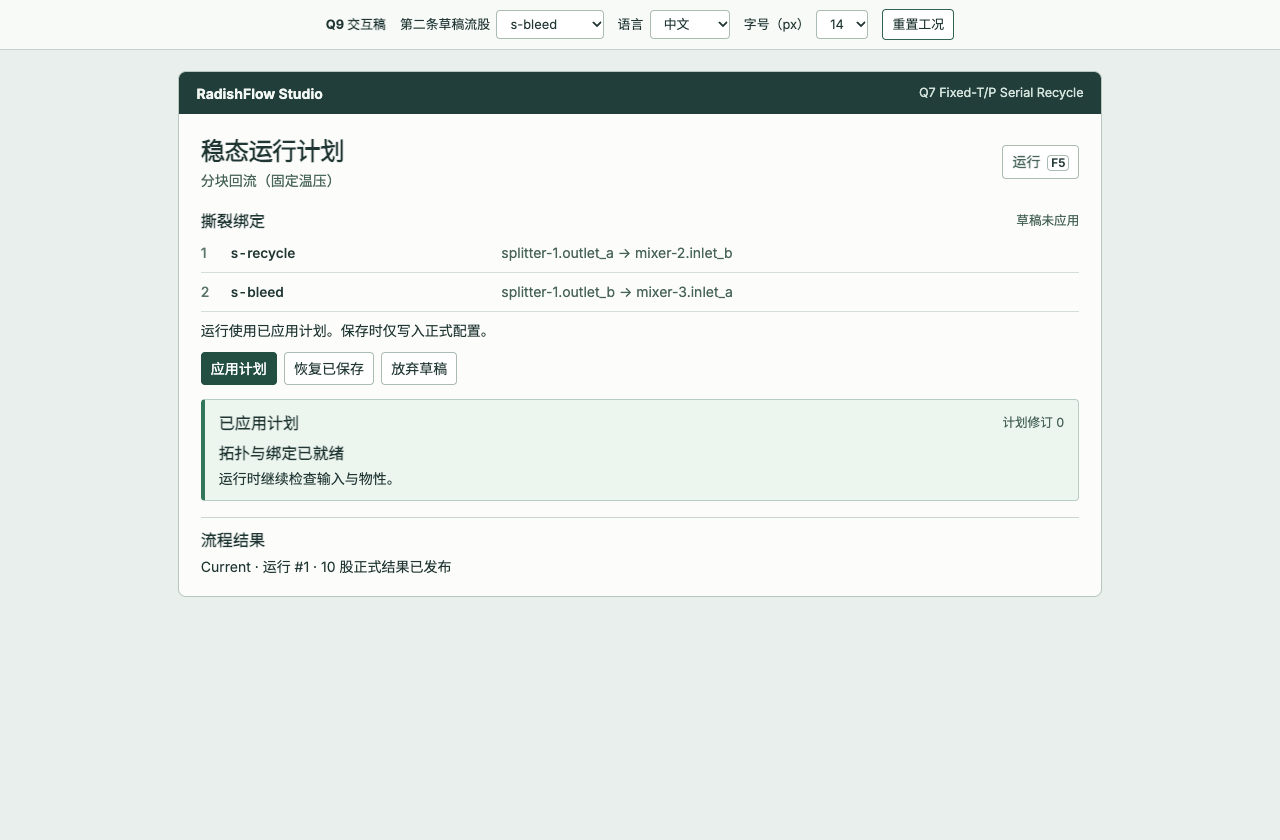 Q9 交互稿 第二条草稿流股 s-bleed 语言 中文 字号（px） 14 重置工况
RadishFlow Studio Q7 Fixed-T/P Serial Recycle
稳态运行计划
分块回流（固定温压）
运行 F5
撕裂绑定 草稿未应用
1 s-recycle splitter-1.outlet_a → mixer-2.inlet_b
2 s-bleed splitter-1.outlet_b → mixer-3.inlet_a
运行使用已应用计划。保存时仅写入正式配置。
应用计划 恢复已保存 放弃草稿
已应用计划 计划修订 0
拓扑与绑定已就绪
运行时继续检查输入与物性。
流程结果
Current · 运行 #1 · 10 股正式结果已发布